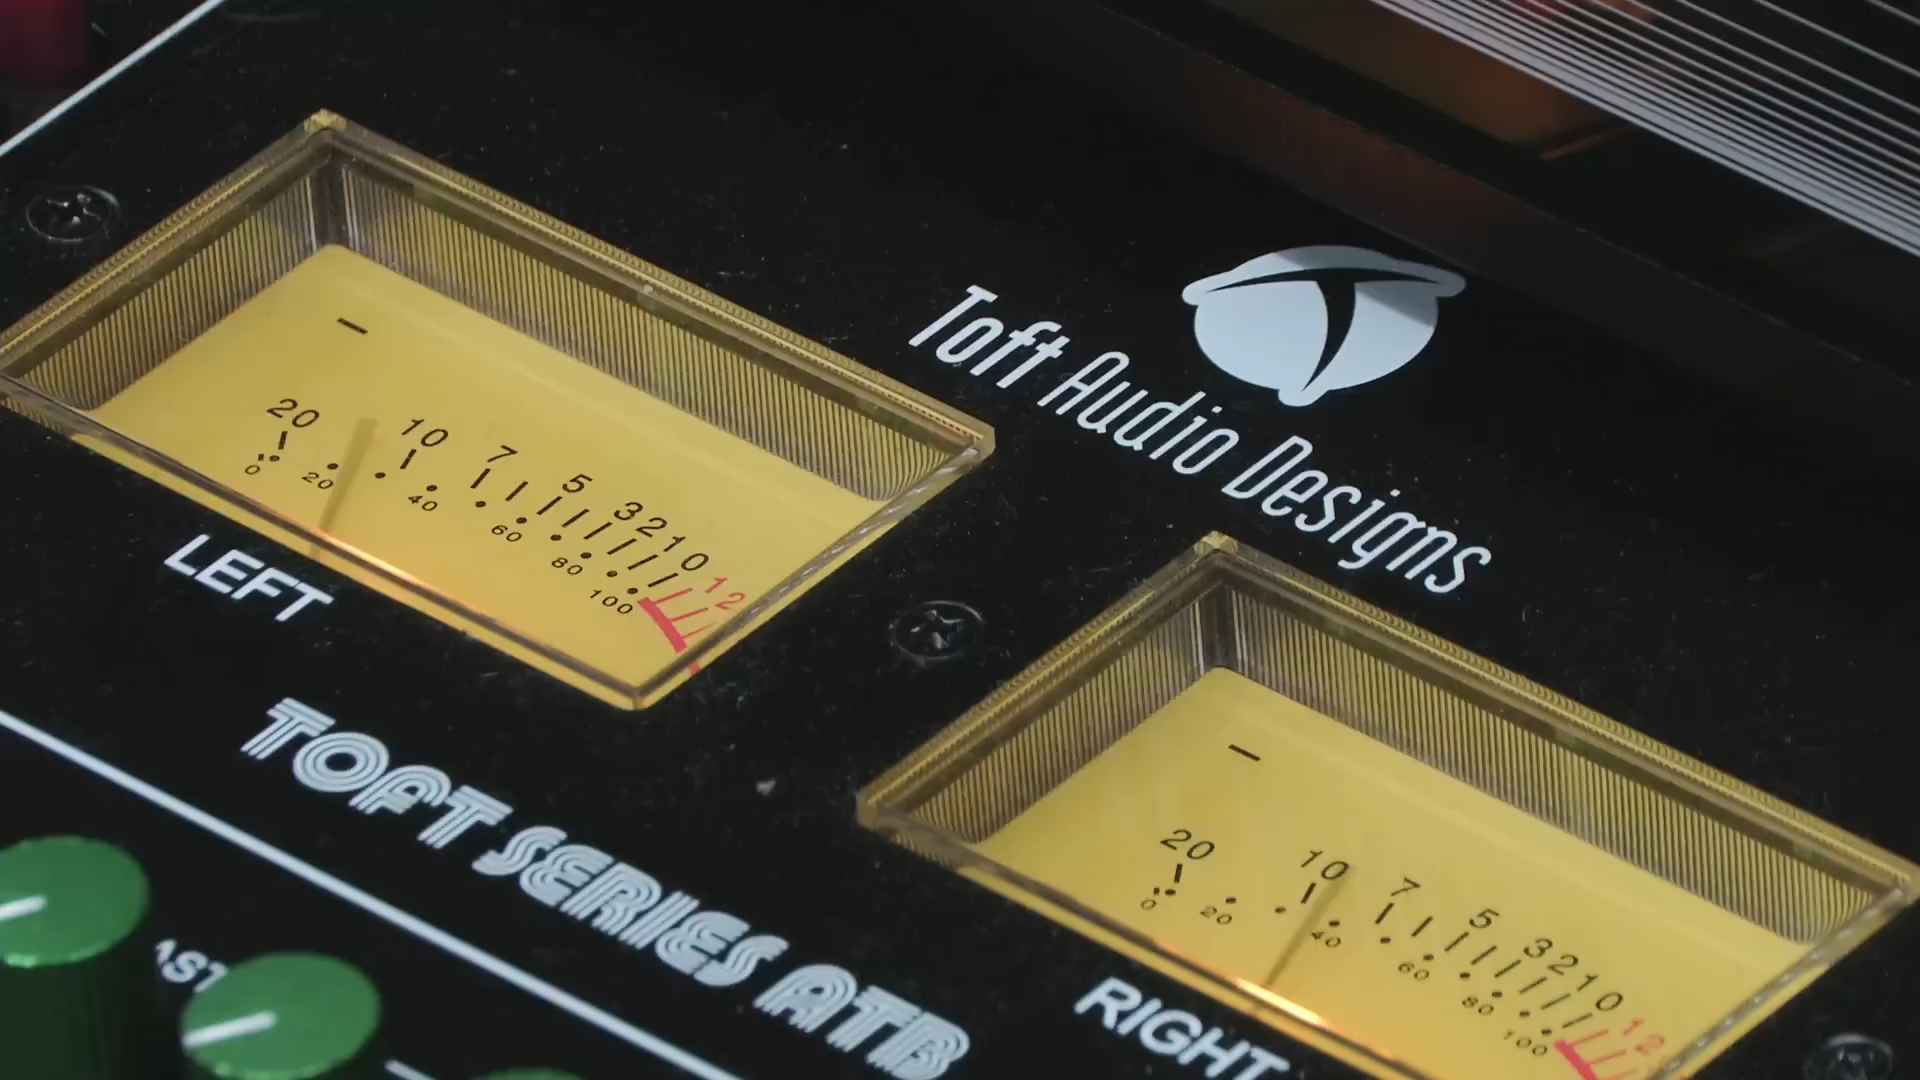 Toft Audio Designs
–
20 10 7 5 3 2 1 0 1 2
0 20 40 60 80 100
LEFT
TOFT SERIES ATB
–
20 10 7 5 3 2 1 0 1 2
0 20 40 60 80 100
RIGHT